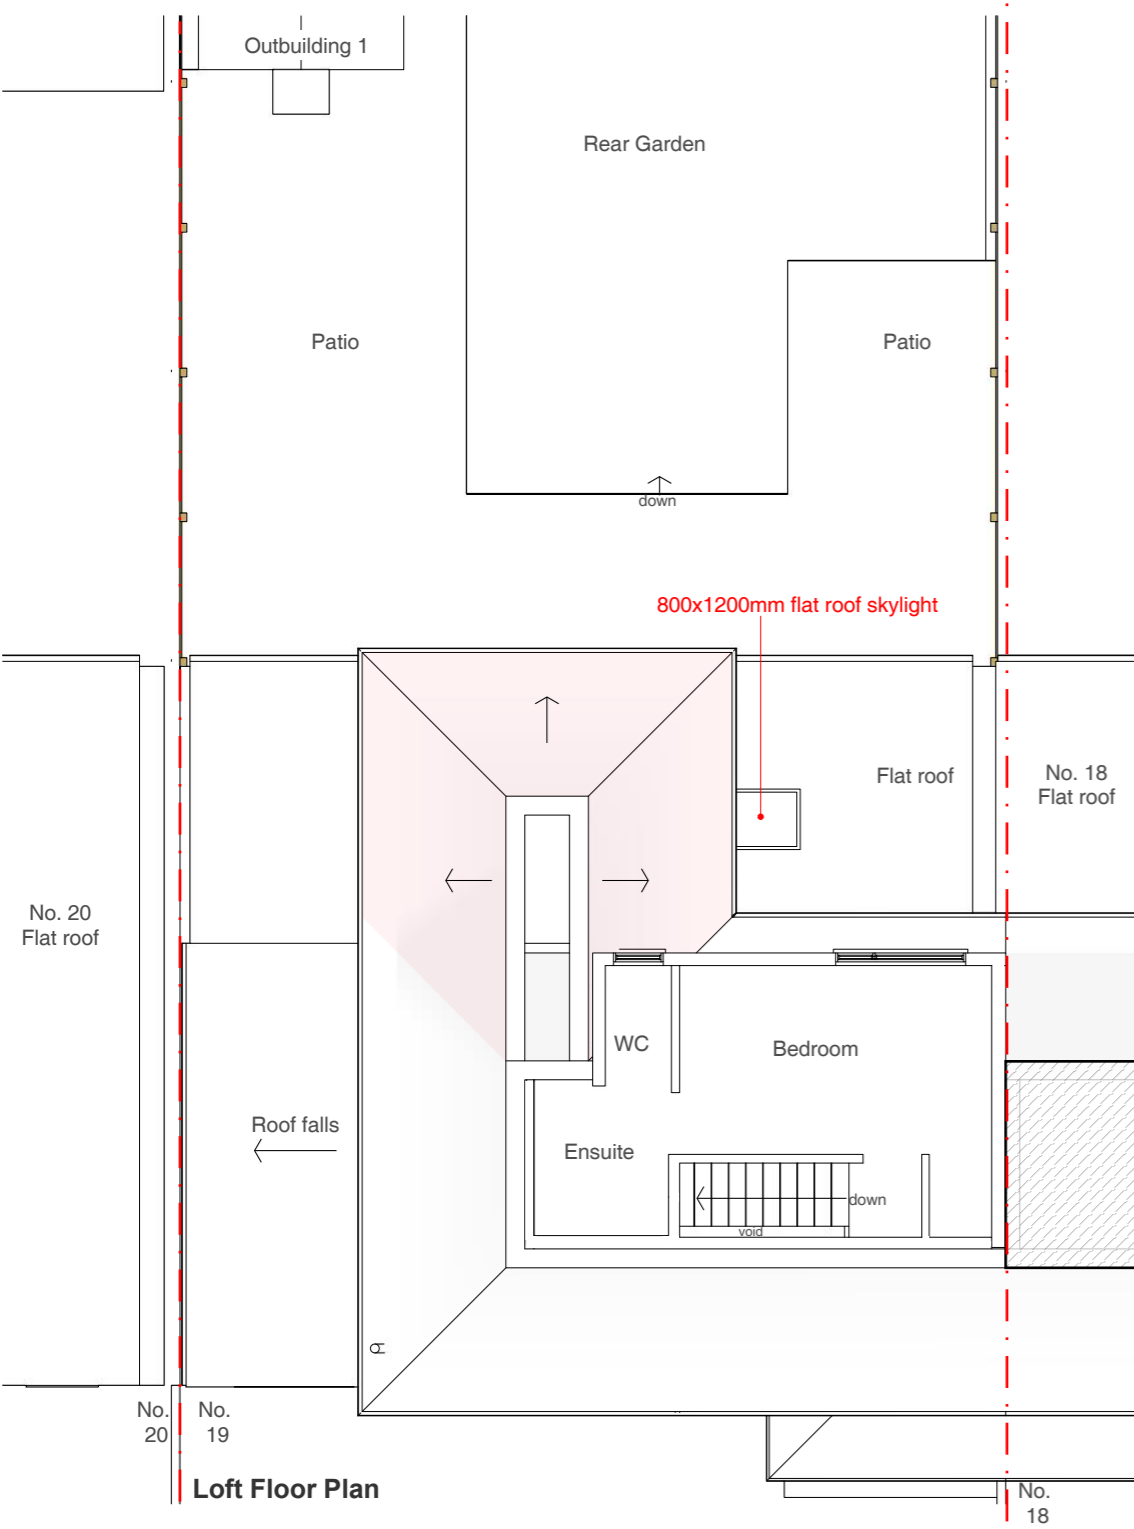 Outbuilding 1
Rear Garden
Patio
Patio
down
800x1200mm flat roof skylight
Flat roof
No. 18
Flat roof
No. 20
Flat roof
WC
Bedroom
Roof falls
Ensuite
down
void
No.
20
No.
19
Loft Floor Plan
No.
18